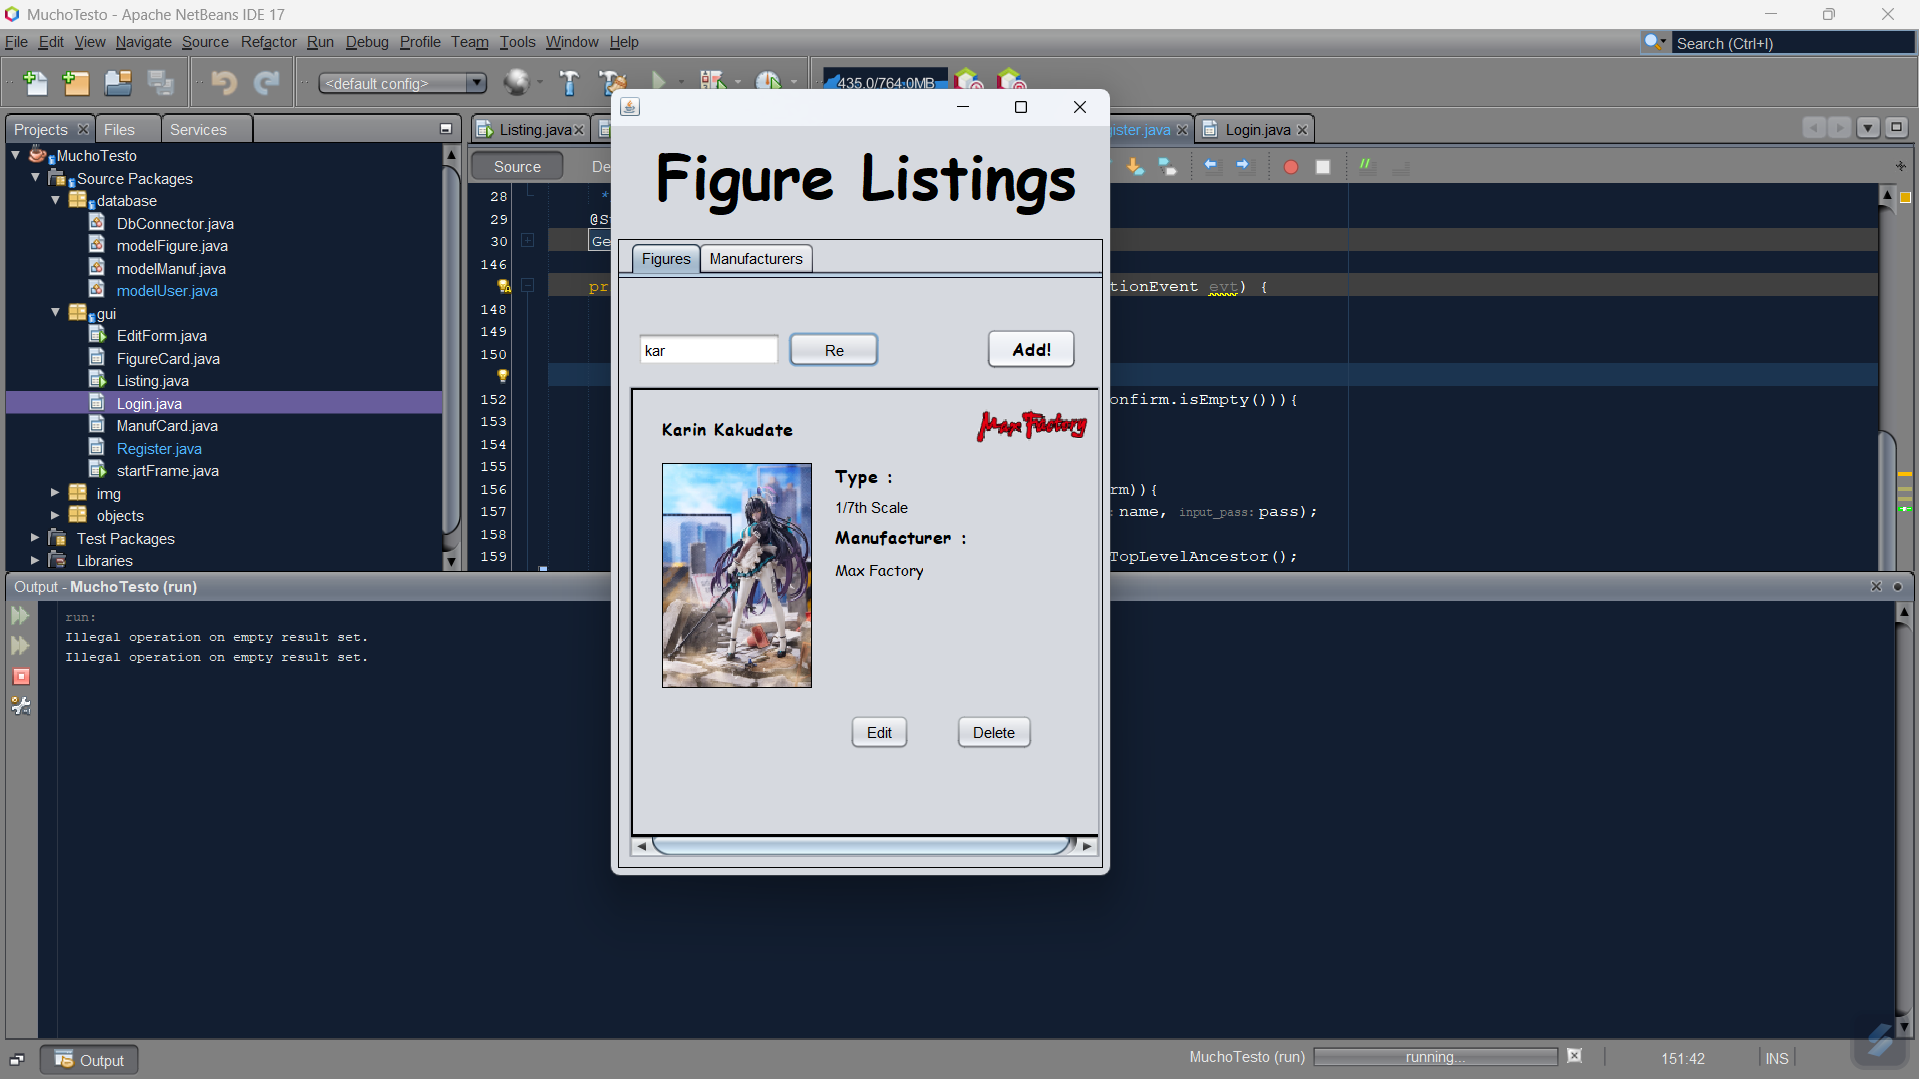 MuchoTesto - Apache NetBeans IDE 17
File Edit View Navigate Source Refactor Run Debug Profile Team Tools Window Help
Search (Ctrl+I)
<default config>
435.0/764.0MB
Projects Files Services
Listing.java
ister.java
Login.java
MuchoTesto
Source Packages
database
DbConnector.java
modelFigure.java
modelManuf.java
modelUser.java
gui
EditForm.java
FigureCard.java
Listing.java
Login.java
ManufCard.java
Register.java
startFrame.java
img
objects
Test Packages
Libraries
Source De
28 *
29 @S
30 Ge
146
pr tionEvent evt) {
148
149
150
152 onfirm.isEmpty())){
153
154
155
156 rm)){
157 : name, input_pass: pass);
158
159 TopLevelAncestor();
Figure Listings
Figures Manufacturers
kar Re Add!
Karin Kakudate
Max Factory
Type :
1/7th Scale
Manufacturer :
Max Factory
Edit Delete
Output - MuchoTesto (run)
run:
Illegal operation on empty result set.
Illegal operation on empty result set.
Output
MuchoTesto (run) running... 151:42 INS